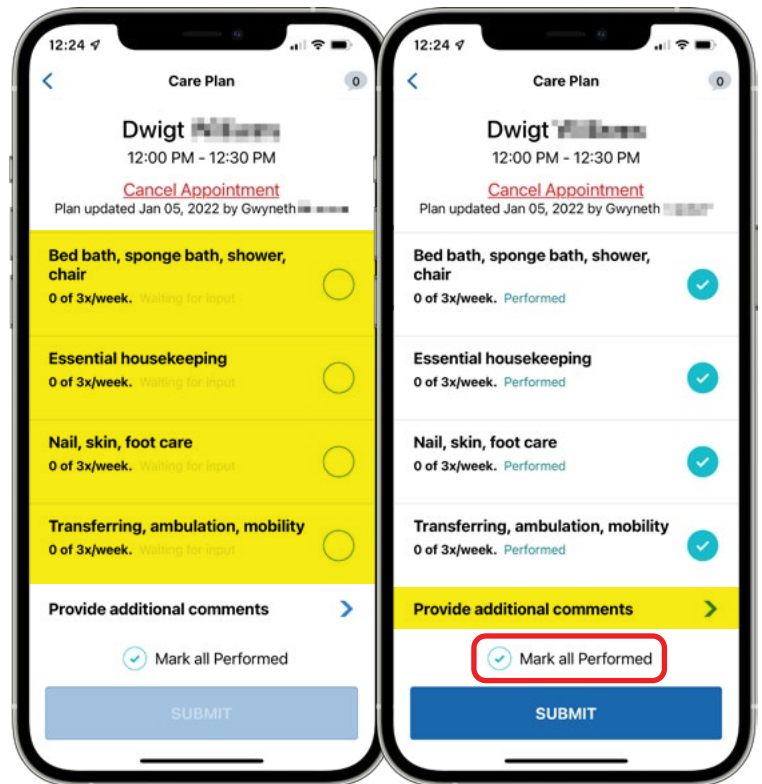 12:24
Care Plan
0
Dwigt
12:00 PM - 12:30 PM
Cancel Appointment
Plan updated Jan 05, 2022 by Gwyneth
Bed bath, sponge bath, shower,
chair
0 of 3x/week. Waiting for input
Essential housekeeping
0 of 3x/week. Waiting for input
Nail, skin, foot care
0 of 3x/week. Waiting for input
Transferring, ambulation, mobility
0 of 3x/week. Waiting for input
Provide additional comments
Mark all Performed
SUBMIT
12:24
Care Plan
0
Dwigt
12:00 PM - 12:30 PM
Cancel Appointment
Plan updated Jan 05, 2022 by Gwyneth
Bed bath, sponge bath, shower,
chair
0 of 3x/week. Performed
Essential housekeeping
0 of 3x/week. Performed
Nail, skin, foot care
0 of 3x/week. Performed
Transferring, ambulation, mobility
0 of 3x/week. Performed
Provide additional comments
Mark all Performed
SUBMIT